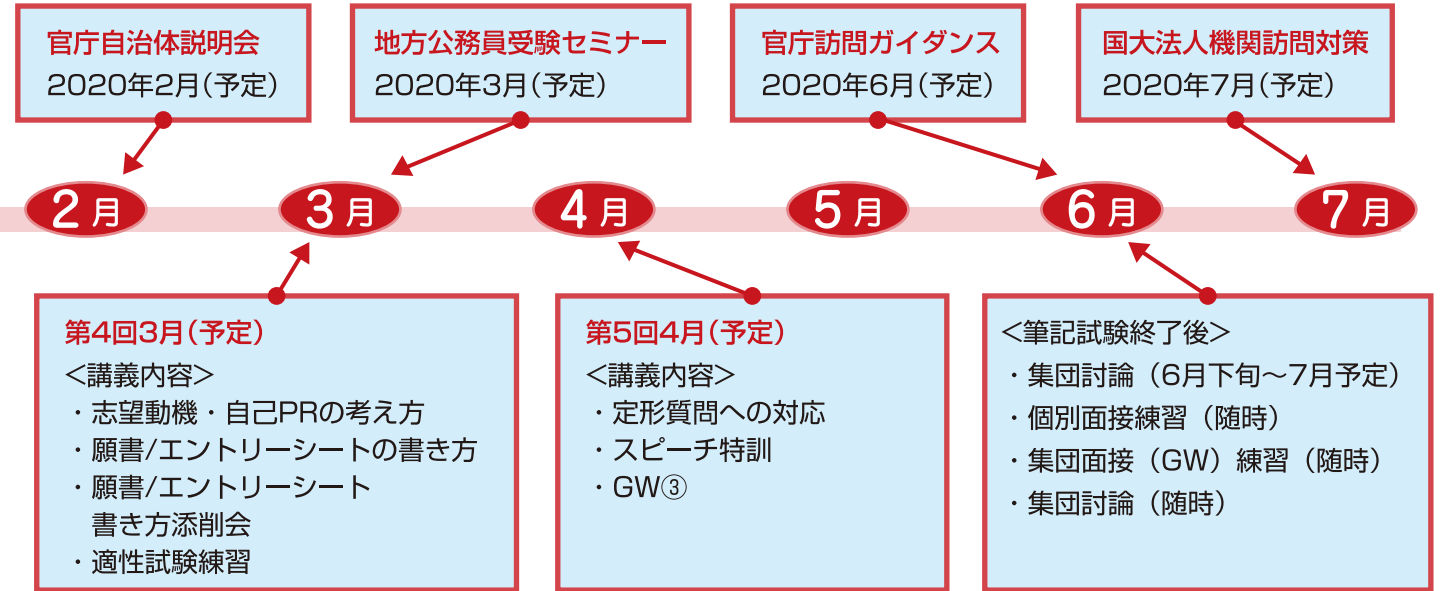 官庁自治体説明会
2020年2月(予定)
地方公務員受験セミナー
2020年3月(予定)
官庁訪問ガイダンス
2020年6月(予定)
国大法人機関訪問対策
2020年7月(予定)
2月
3月
4月
5月
6月
7月
第4回3月(予定)
<講義内容>
・志望動機・自己PRの考え方
・願書/エントリーシートの書き方
・願書/エントリーシート
書き方添削会
・適性試験練習
第5回4月(予定)
<講義内容>
・定形質問への対応
・スピーチ特訓
・GW③
<筆記試験終了後>
・集団討論（6月下旬～7月予定）
・個別面接練習（随時）
・集団面接（GW）練習（随時）
・集団討論（随時）